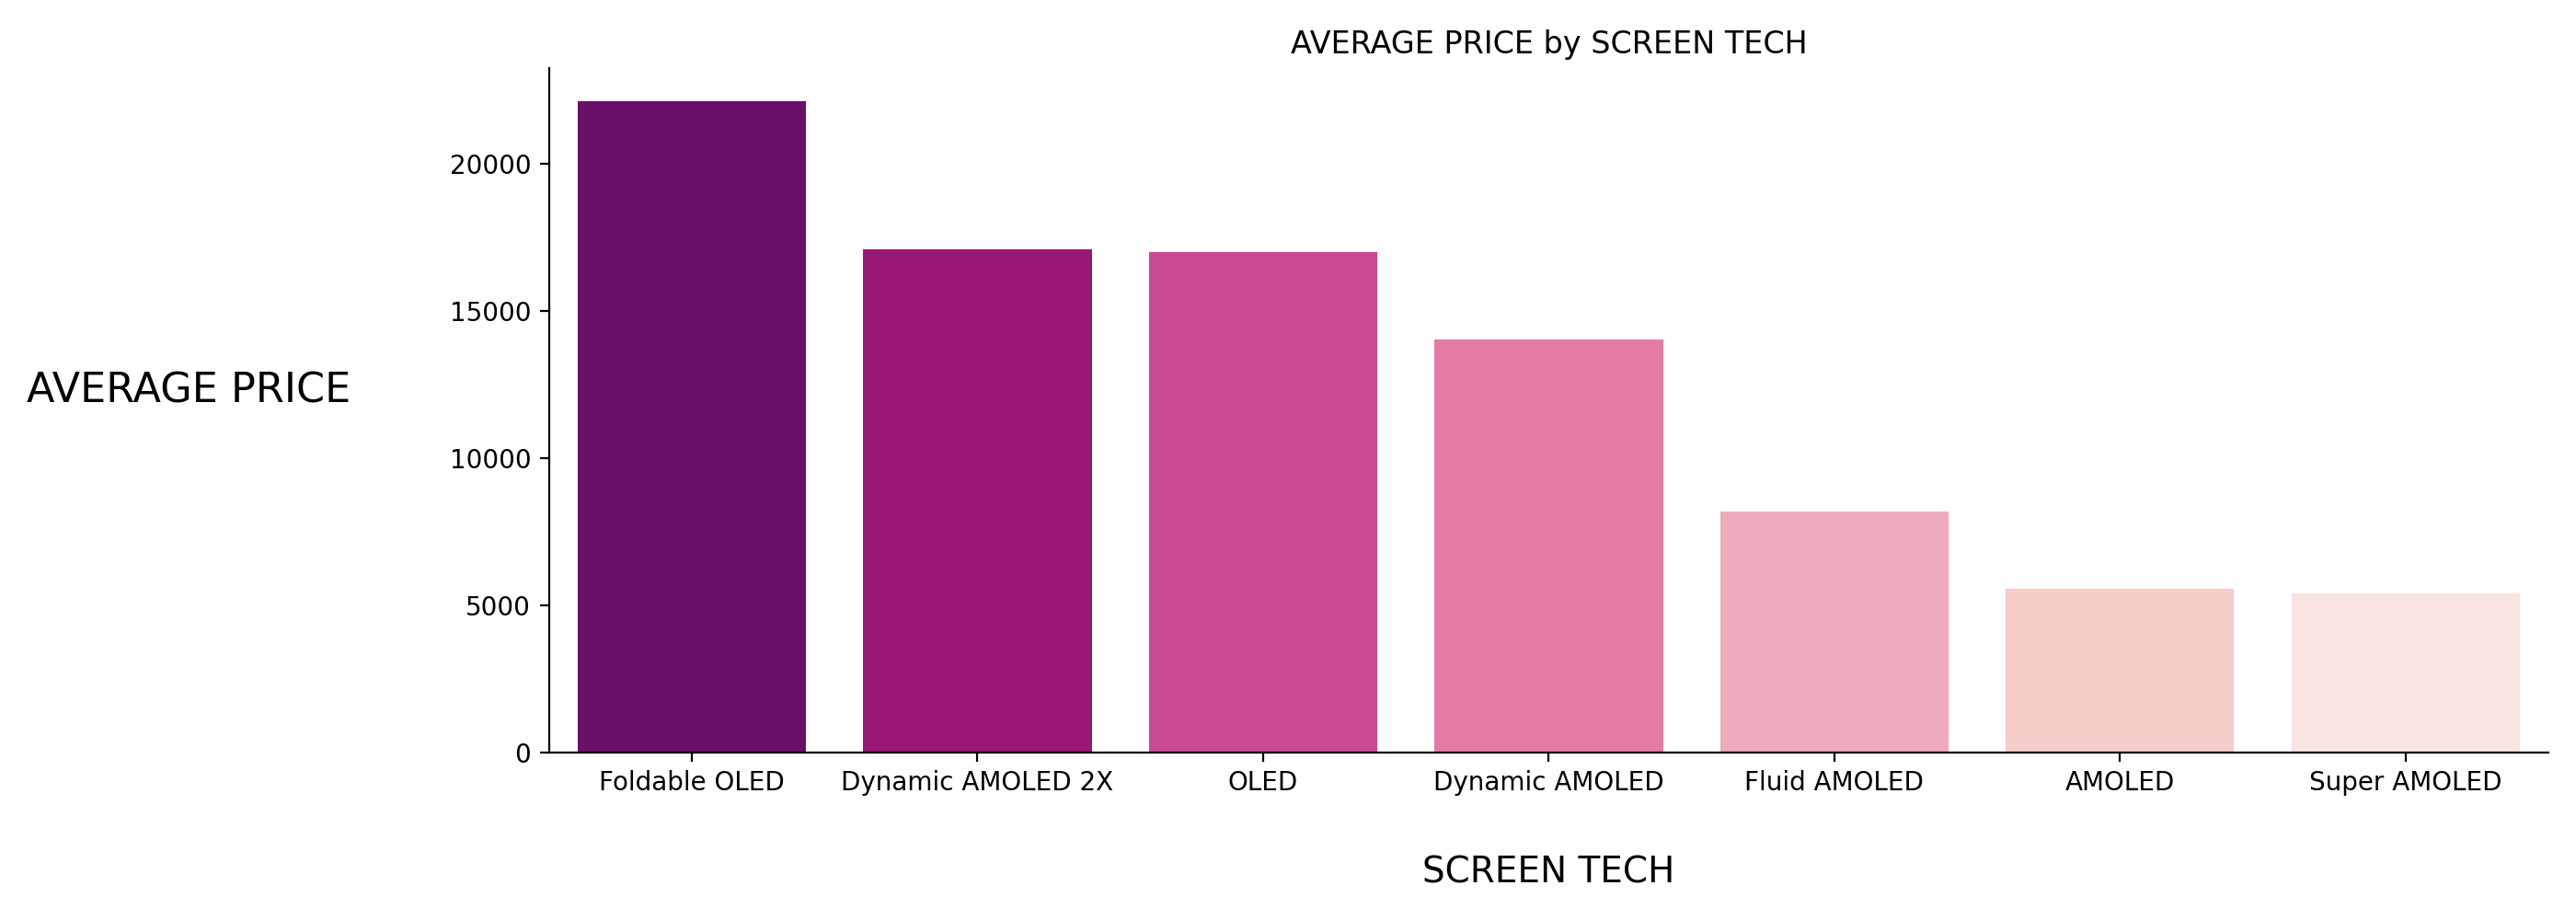 AVERAGE PRICE by SCREEN TECH
AVERAGE PRICE
20000
15000
10000
5000
0
Foldable OLED Dynamic AMOLED 2X OLED Dynamic AMOLED Fluid AMOLED AMOLED Super AMOLED
SCREEN TECH